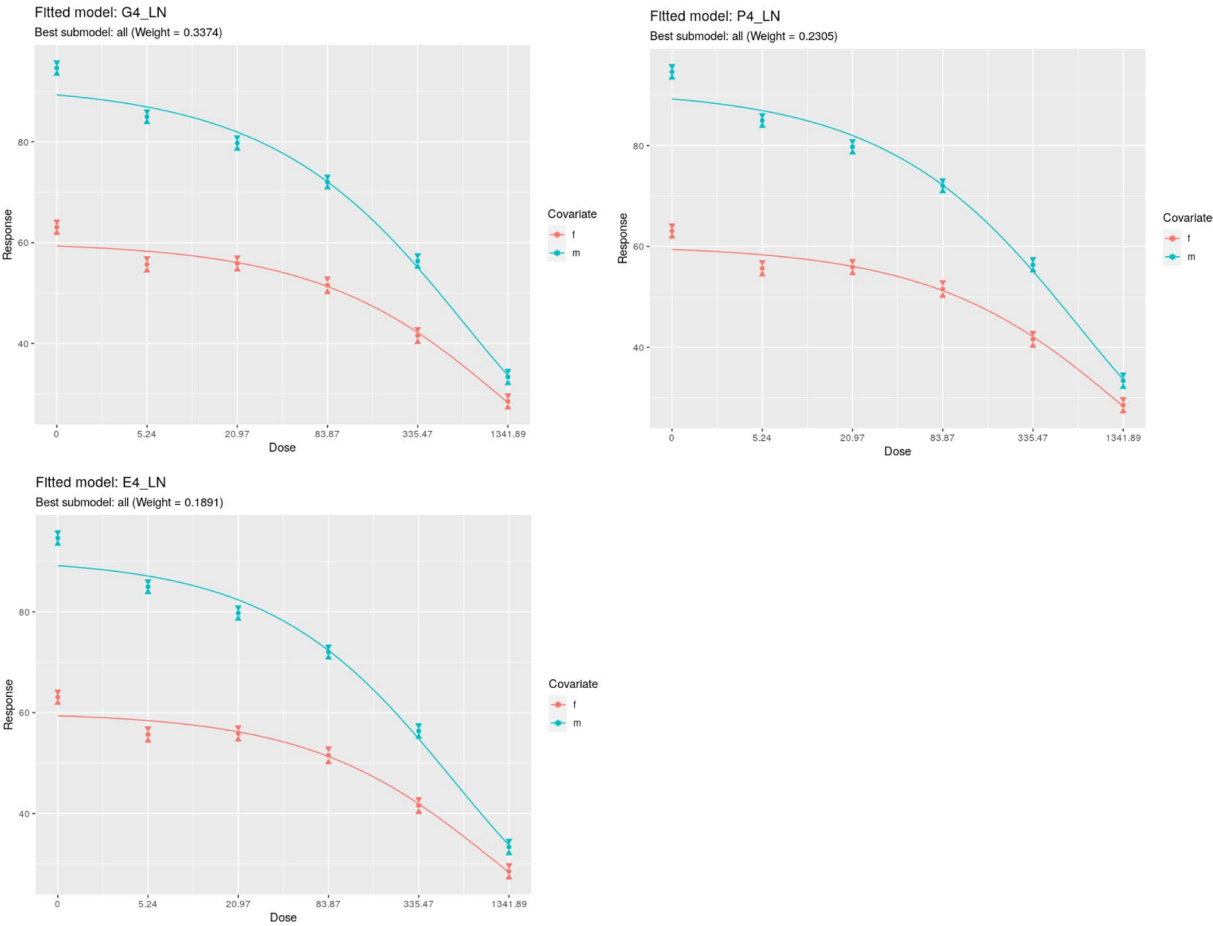 Fitted model: G4_LN
Best submodel: all (Weight = 0.3374)
80
60
40
Response
0 5.24 20.97 83.87 335.47 1341.89
Dose
Covariate
f
m
Fitted model: P4_LN
Best submodel: all (Weight = 0.2305)
80
60
40
Response
0 5.24 20.97 83.87 335.47 1341.89
Dose
Covariate
f
m
Fitted model: E4_LN
Best submodel: all (Weight = 0.1891)
80
60
40
Response
0 5.24 20.97 83.87 335.47 1341.89
Dose
Covariate
f
m